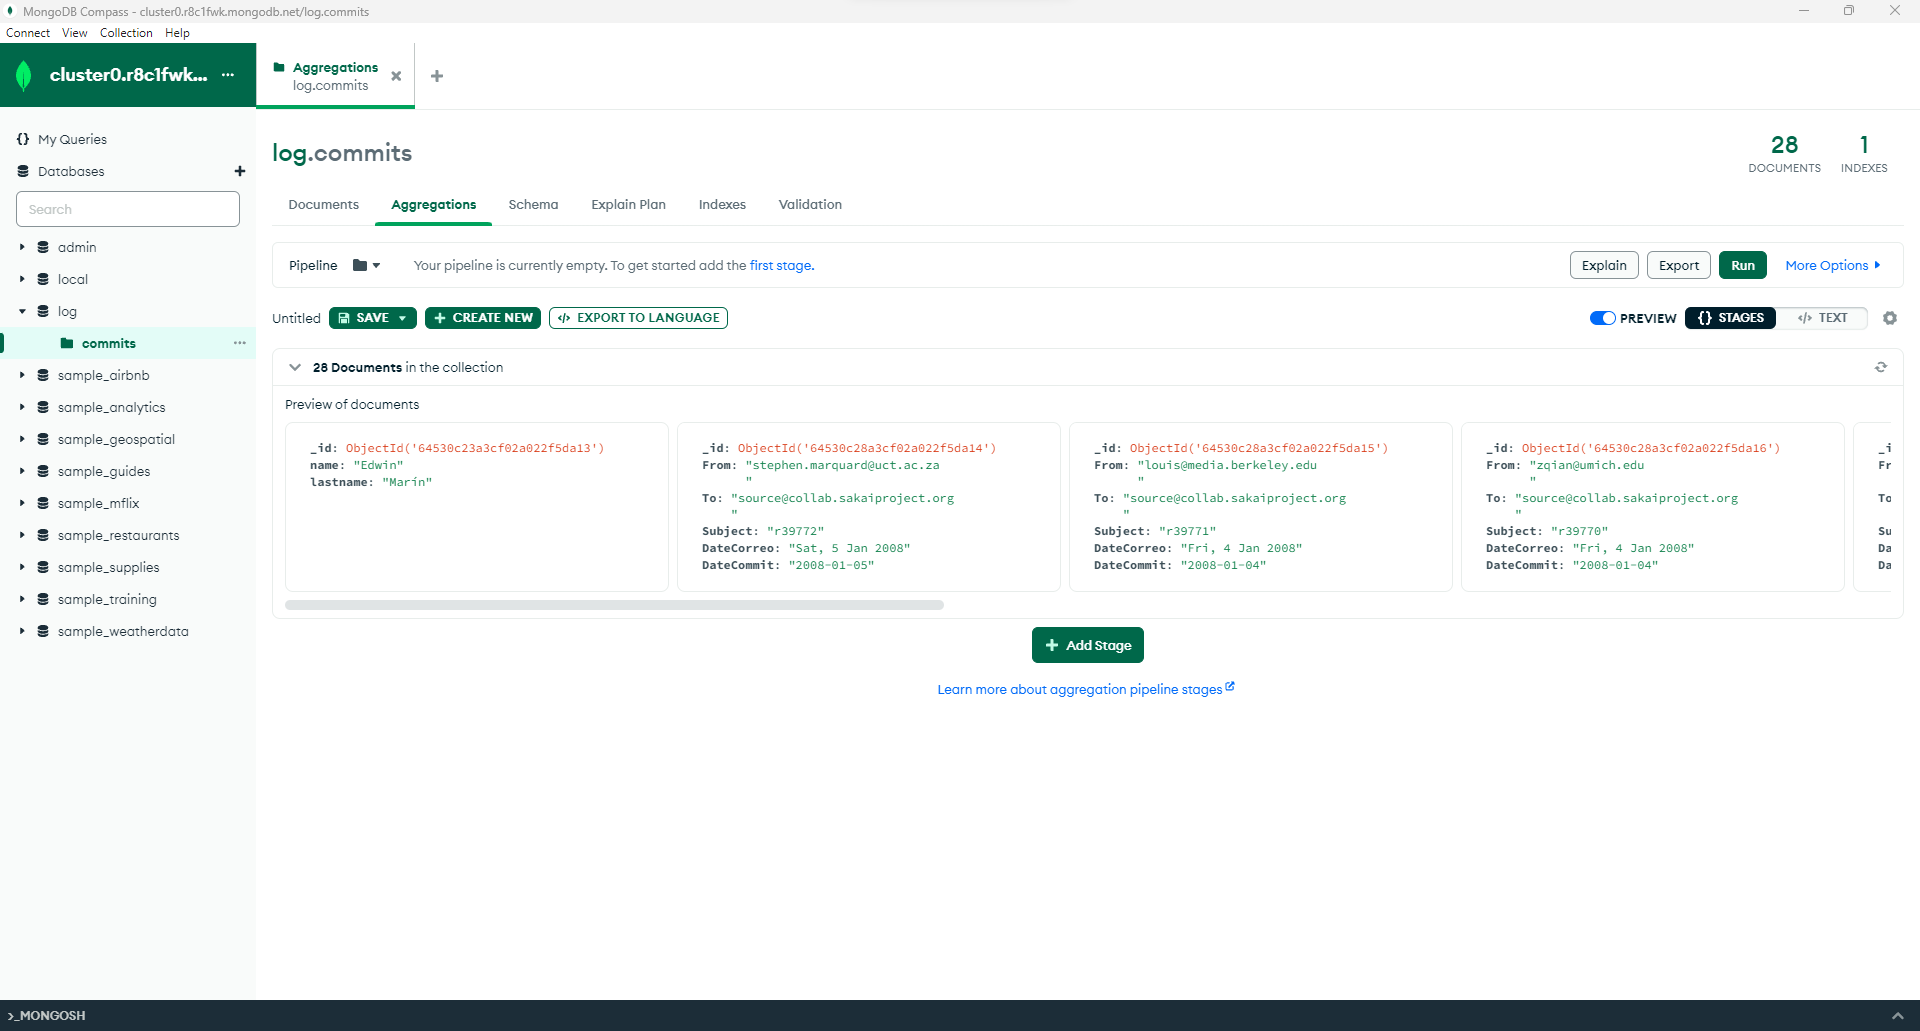 MongoDB Compass - cluster0.r8c1fwk.mongodb.net/log.commits
Connect View Collection Help
cluster0.r8c1fwk... ...
Aggregations
log.commits
{} My Queries
Databases
Search
admin
local
log
commits
sample_airbnb
sample_analytics
sample_geospatial
sample_guides
sample_mflix
sample_restaurants
sample_supplies
sample_training
sample_weatherdata
log.commits
28
DOCUMENTS
1
INDEXES
Documents Aggregations Schema Explain Plan Indexes Validation
Pipeline Your pipeline is currently empty. To get started add the first stage. Explain Export Run More Options
Untitled SAVE + CREATE NEW </> EXPORT TO LANGUAGE PREVIEW {} STAGES </> TEXT
28 Documents in the collection
Preview of documents
_id: ObjectId('64530c23a3cf02a022f5da13')
name: "Edwin"
lastname: "Marín"
_id: ObjectId('64530c28a3cf02a022f5da14')
From: "stephen.marquard@uct.ac.za
"
To: "source@collab.sakaiproject.org
"
Subject: "r39772"
DateCorreo: "Sat, 5 Jan 2008"
DateCommit: "2008-01-05"
_id: ObjectId('64530c28a3cf02a022f5da15')
From: "louis@media.berkeley.edu
"
To: "source@collab.sakaiproject.org
"
Subject: "r39771"
DateCorreo: "Fri, 4 Jan 2008"
DateCommit: "2008-01-04"
_id: ObjectId('64530c28a3cf02a022f5da16')
From: "zqian@umich.edu
"
To: "source@collab.sakaiproject.org
"
Subject: "r39770"
DateCorreo: "Fri, 4 Jan 2008"
DateCommit: "2008-01-04"
_i
Fr
To
Su
Da
Da
+ Add Stage
Learn more about aggregation pipeline stages
>_MONGOSH